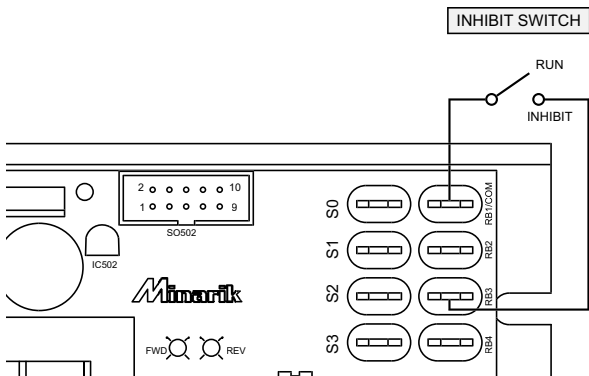 INHIBIT SWITCH
RUN
INHIBIT
2 10
1 9
SO502
IC502
Minarik
FWD REV
S0 RB1/COM
S1 RB2
S2 RB3
S3 RB4